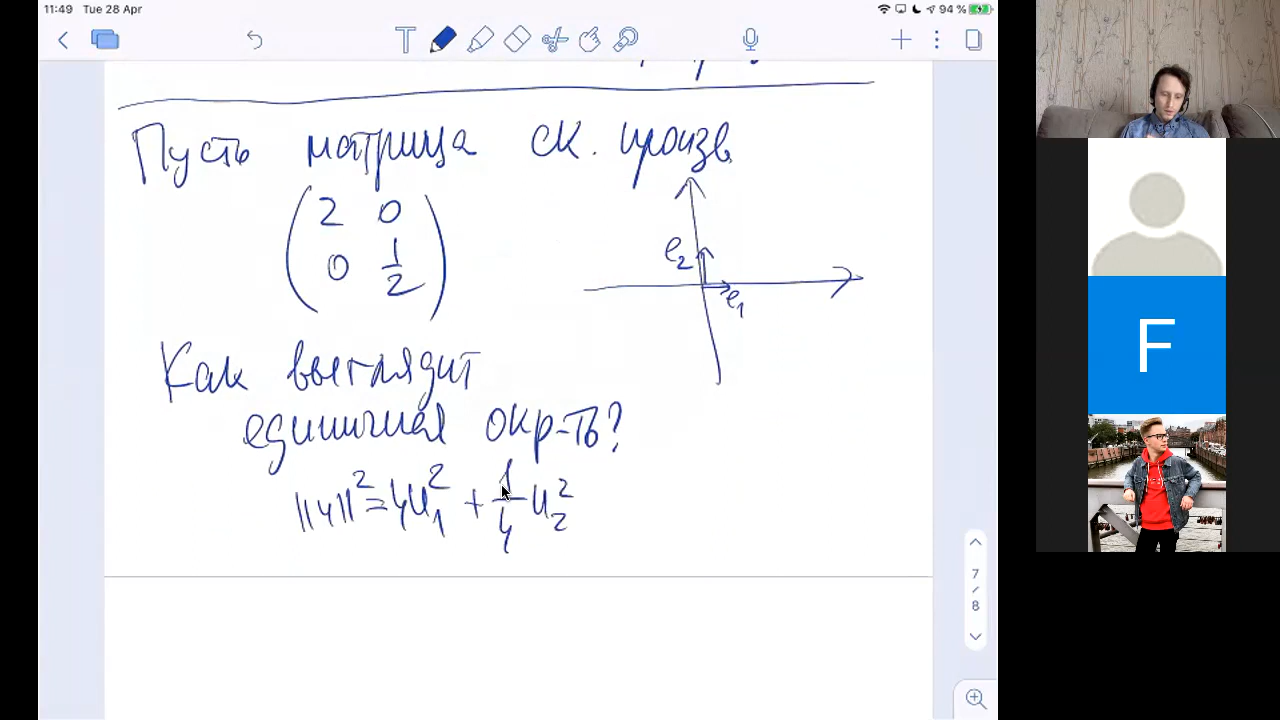 11:49 Tue 28 Apr
94 %
Пусть матрица ск. произв.
2 0
0 1/2
e2
e1
Как выглядит
единичная окр-ть?
||u||² = 4u₁² + 1/4 u₂²
7
/
8
F